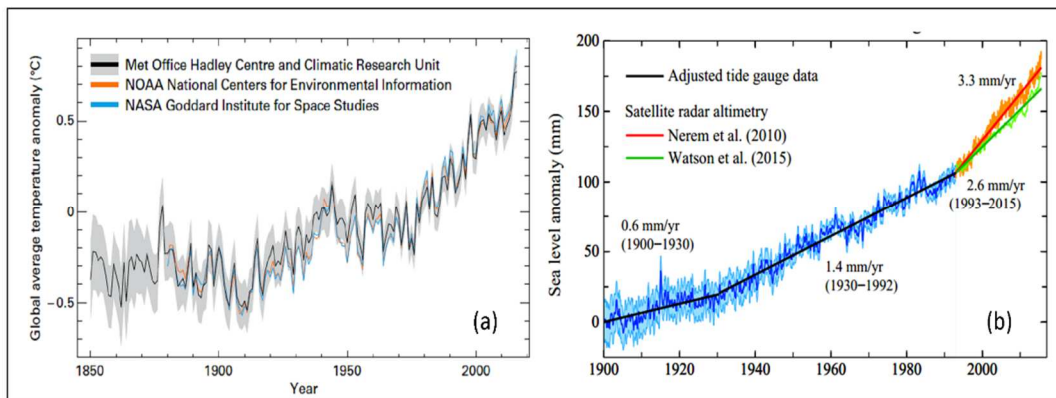 Met Office Hadley Centre and Climatic Research Unit
NOAA National Centers for Environmental Information
NASA Goddard Institute for Space Studies
Global average temperature anomaly (°C)
0.5
0
−0.5
(a)
1850
1900
1950
2000
Year
Adjusted tide gauge data
Satellite radar altimetry
Nerem et al. (2010)
Watson et al. (2015)
3.3 mm/yr
2.6 mm/yr
(1993−2015)
0.6 mm/yr
(1900−1930)
1.4 mm/yr
(1930−1992)
Sea level anomaly (mm)
200
150
100
50
0
(b)
1900
1920
1940
1960
1980
2000